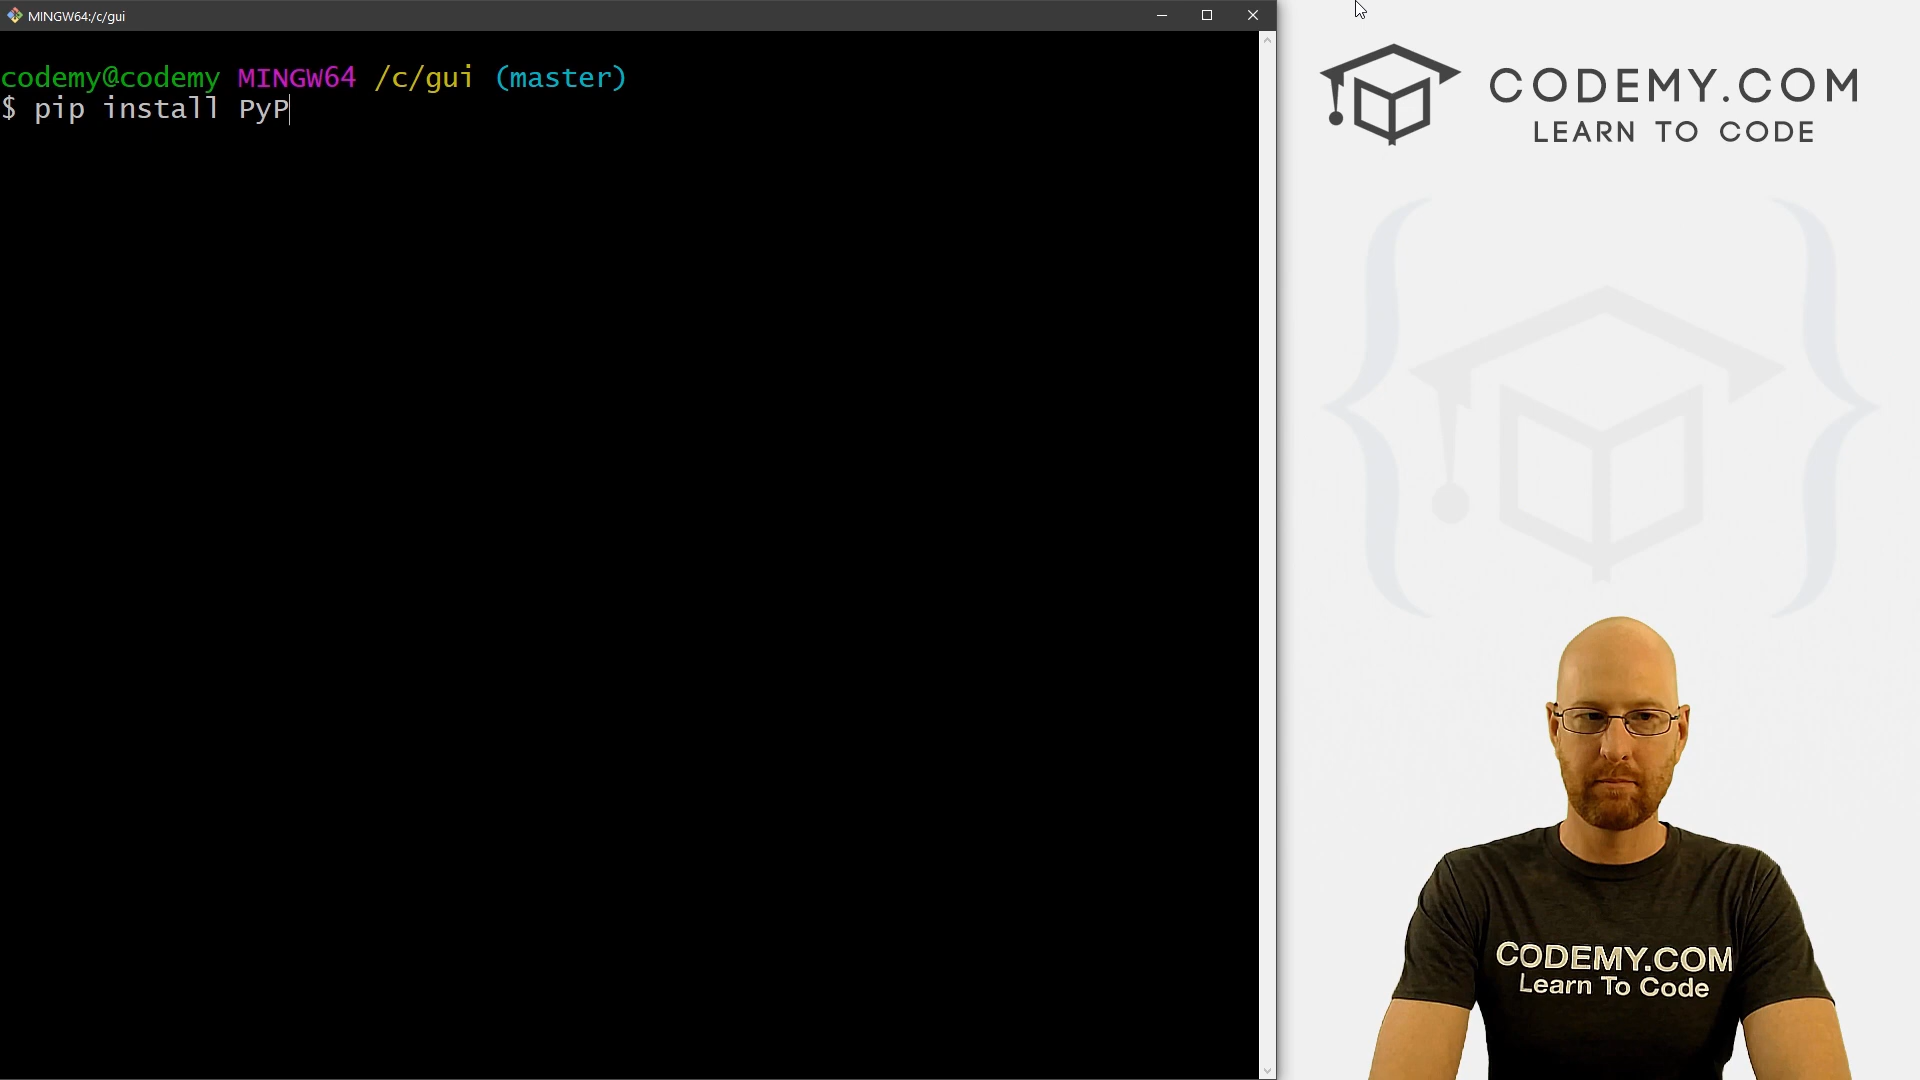 MINGW64:/c/gui
codemy@codemy MINGW64 /c/gui (master)
$ pip install PyP
CODEMY.COM
LEARN TO CODE
CODEMY.COM
Learn To Code